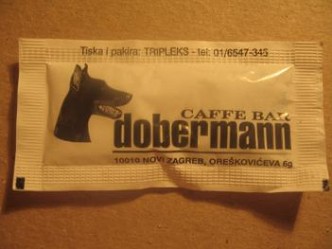 Tiska i pakira: TRIPLEKS - tel: 01/6547-345
CAFFE BAR
dobermann
10010 NOVI ZAGREB, OREŠKOVIĆEVA 6g